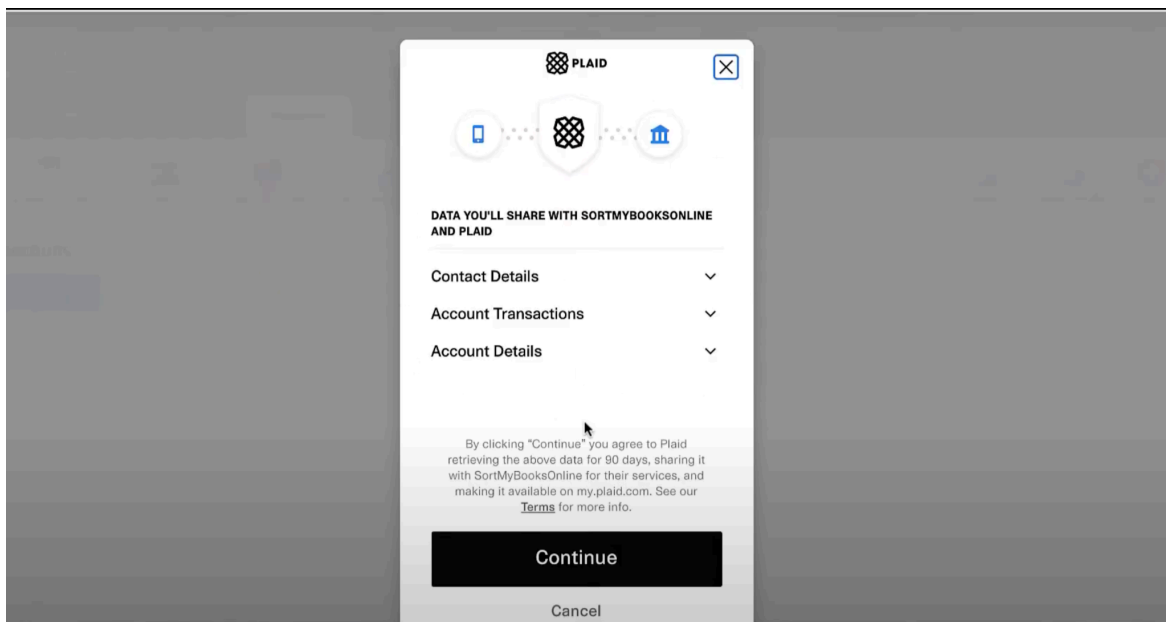 PLAID
DATA YOU'LL SHARE WITH SORTMYBOOKSONLINE
AND PLAID
Contact Details
Account Transactions
Account Details
By clicking "Continue" you agree to Plaid
retrieving the above data for 90 days, sharing it
with SortMyBooksOnline for their services, and
making it available on my.plaid.com. See our
Terms for more info.
Continue
Cancel